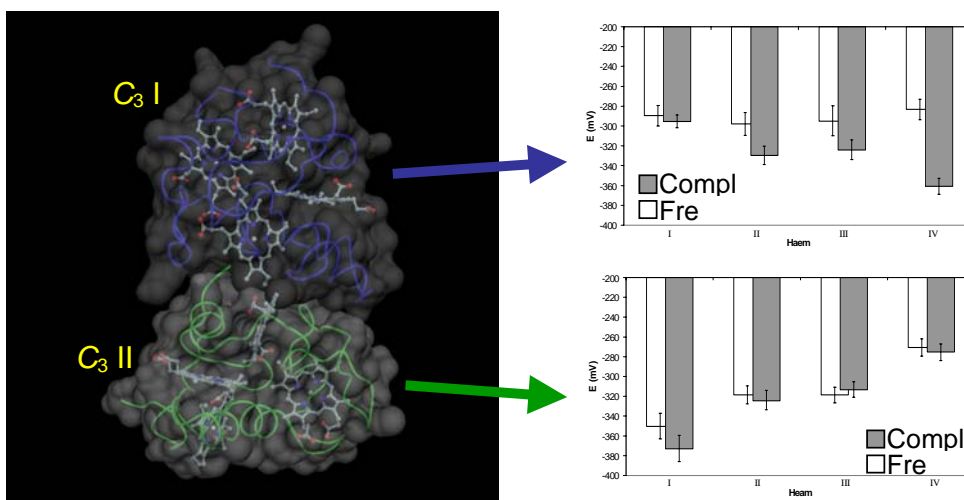 C3 I
C3 II
-200
-220
-240
-260
-280
-300
-320
-340
-360
-380
-400
E (mV)
Compl
Fre
I II III IV
Haem
-200
-220
-240
-260
-280
-300
-320
-340
-360
-380
-400
E (mV)
Compl
Fre
I II III IV
Heam